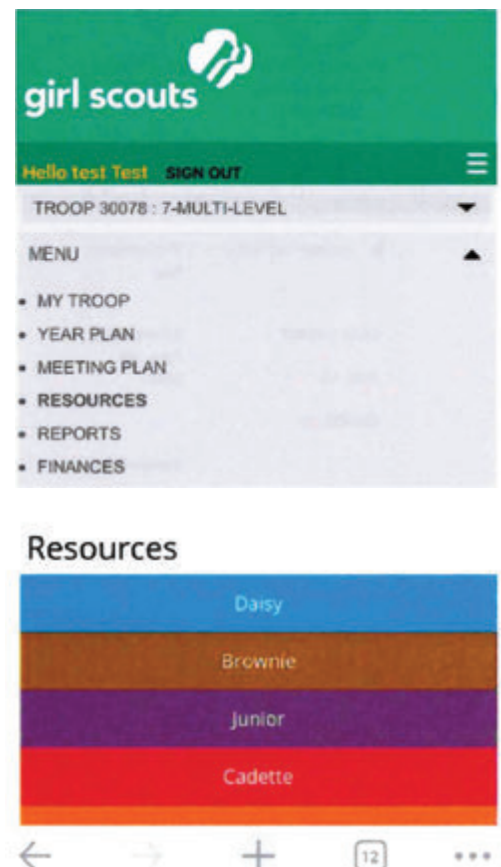 girl scouts
Hello test Test SIGN OUT
TROOP 30078 : 7-MULTI-LEVEL
MENU
MY TROOP
YEAR PLAN
MEETING PLAN
RESOURCES
REPORTS
FINANCES
Resources
Daisy
Brownie
Junior
Cadette
12